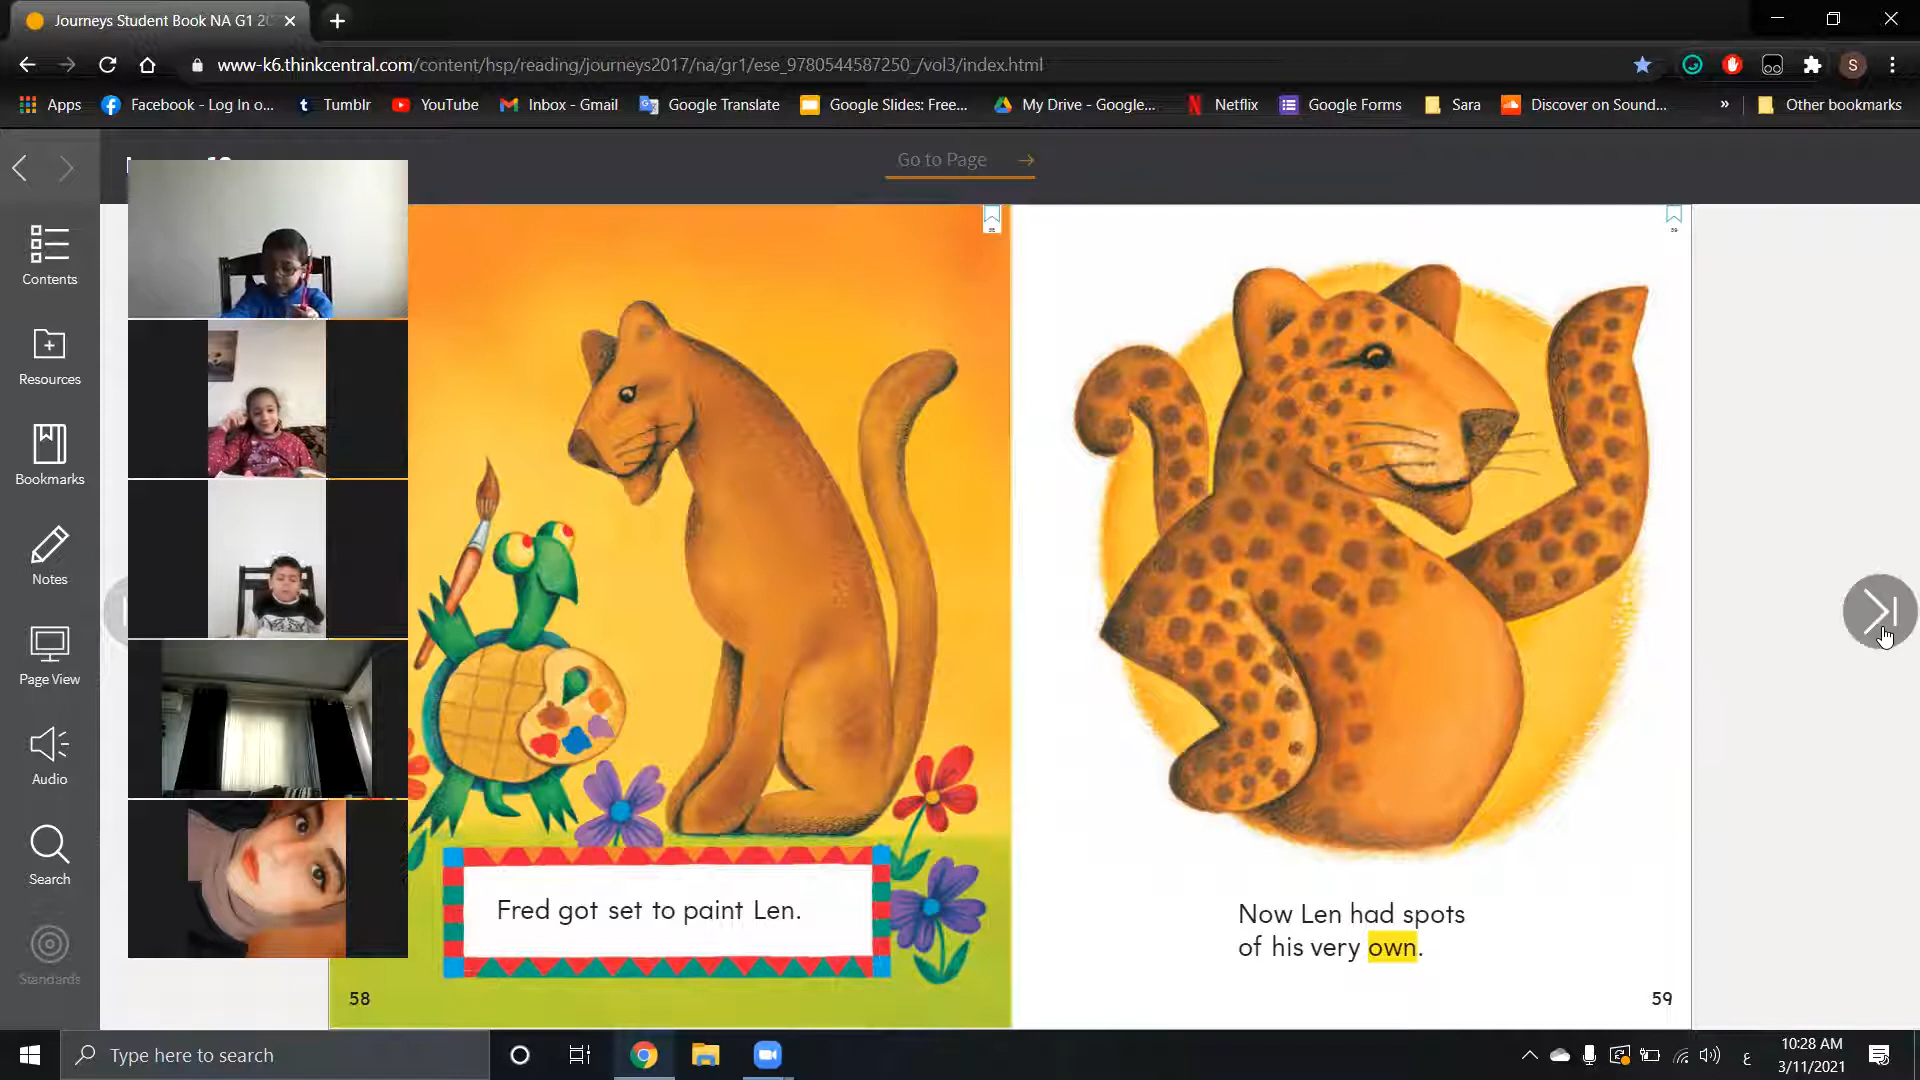 Journeys Student Book NA G1 20
www-k6.thinkcentral.com/content/hsp/reading/journeys2017/na/gr1/ese_9780544587250_/vol3/index.html
S
Apps
Facebook - Log In o...
Tumblr
YouTube
Inbox - Gmail
Google Translate
Google Slides: Free...
My Drive - Google...
Netflix
Google Forms
Sara
Discover on Sound...
»
Other bookmarks
Go to Page
Contents
Resources
Bookmarks
Notes
Page View
Audio
Search
Standards
58
59
Fred got set to paint Len.
58
Now Len had spots
of his very own.
59
Type here to search
ع
10:28 AM
3/11/2021